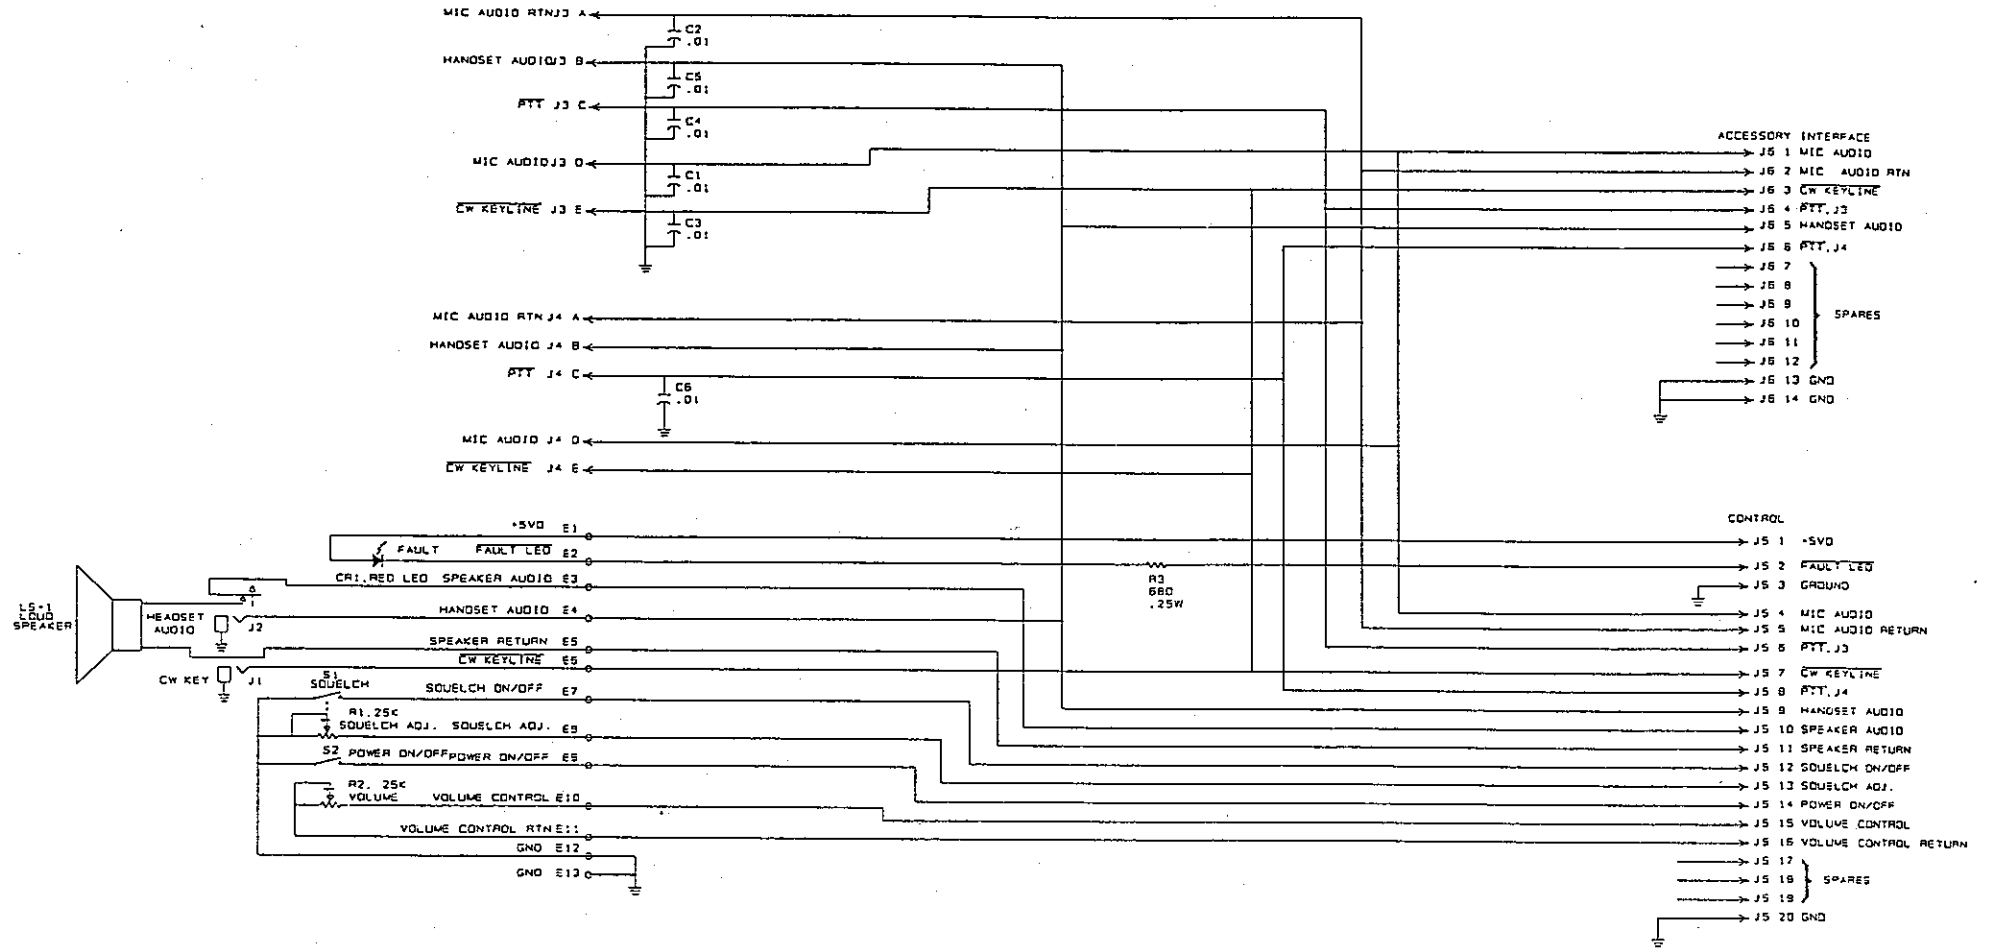 MIC AUDIO RTN J3 A
C2
.01
HANDSET AUDIO J3 B
C5
.01
PTT J3 C
C4
.01
MIC AUDIO J3 D
C1
.01
CW KEYLINE J3 E
C3
.01
ACCESSORY INTERFACE
J6 1 MIC AUDIO
J6 2 MIC AUDIO RTN
J6 3 CW KEYLINE
J6 4 PTT.J3
J6 5 HANDSET AUDIO
J6 6 PTT.J4
J6 7
J6 8
J6 9
J6 10
J6 11
J6 12
SPARES
J6 13 GND
J6 14 GND
MIC AUDIO RTN J4 A
HANDSET AUDIO J4 B
PTT J4 C
C6
.01
MIC AUDIO J4 D
CW KEYLINE J4 E
+5VD E1
FAULT
FAULT LED E2
CR1.RED LED
SPEAKER AUDIO E3
R3
680
.25W
LS-1
LOUD
SPEAKER
HEADSET
AUDIO
J2
HANDSET AUDIO E4
SPEAKER RETURN E5
CW KEYLINE E6
CW KEY
J1
S1
SQUELCH
SQUELCH ON/OFF E7
R1.25K
SQUELCH ADJ.
SQUELCH ADJ. E9
S2
POWER ON/OFF
POWER ON/OFF
R2. 25K
VOLUME
VOLUME CONTROL E10
VOLUME CONTROL RTN E11
GND E12
GND E13
CONTROL
J5 1 +5VD
J5 2 FAULT LED
J5 3 GROUND
J5 4 MIC AUDIO
J5 5 MIC AUDIO RETURN
J5 6 PTT.J3
J5 7 CW KEYLINE
J5 8 PTT.J4
J5 9 HANDSET AUDIO
J5 10 SPEAKER AUDIO
J5 11 SPEAKER RETURN
J5 12 SQUELCH ON/OFF
J5 13 SQUELCH ADJ.
J5 14 POWER ON/OFF
J5 15 VOLUME CONTROL
J5 16 VOLUME CONTROL RETURN
J5 17
J5 18
J5 19
SPARES
J5 20 GND